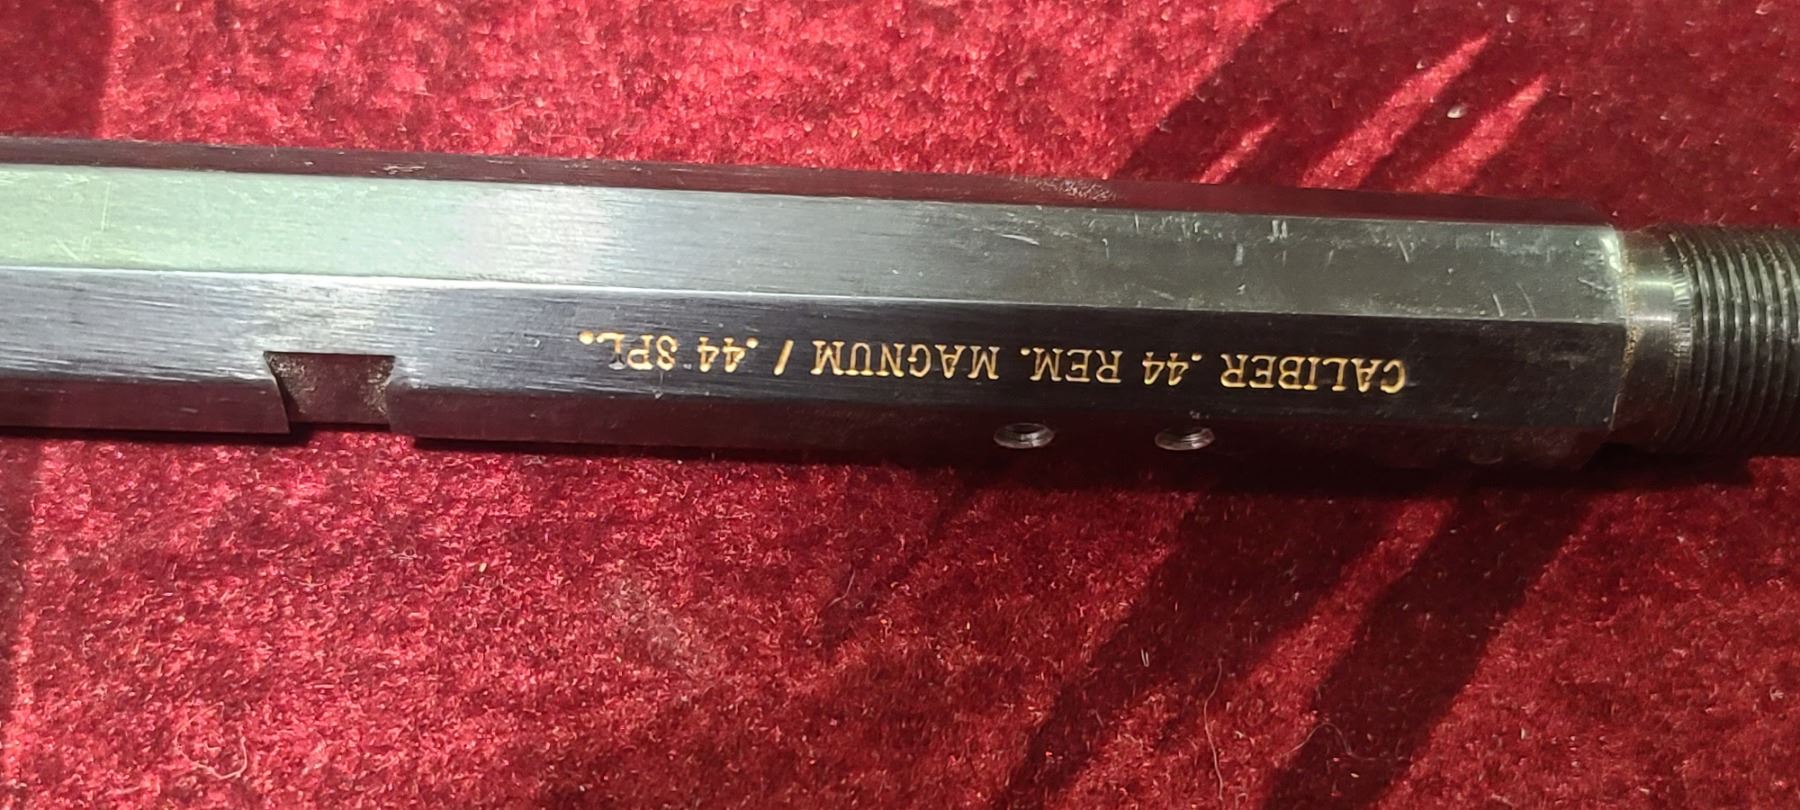 CALIBER .44 REM. MAGNUM / .44 SPL.